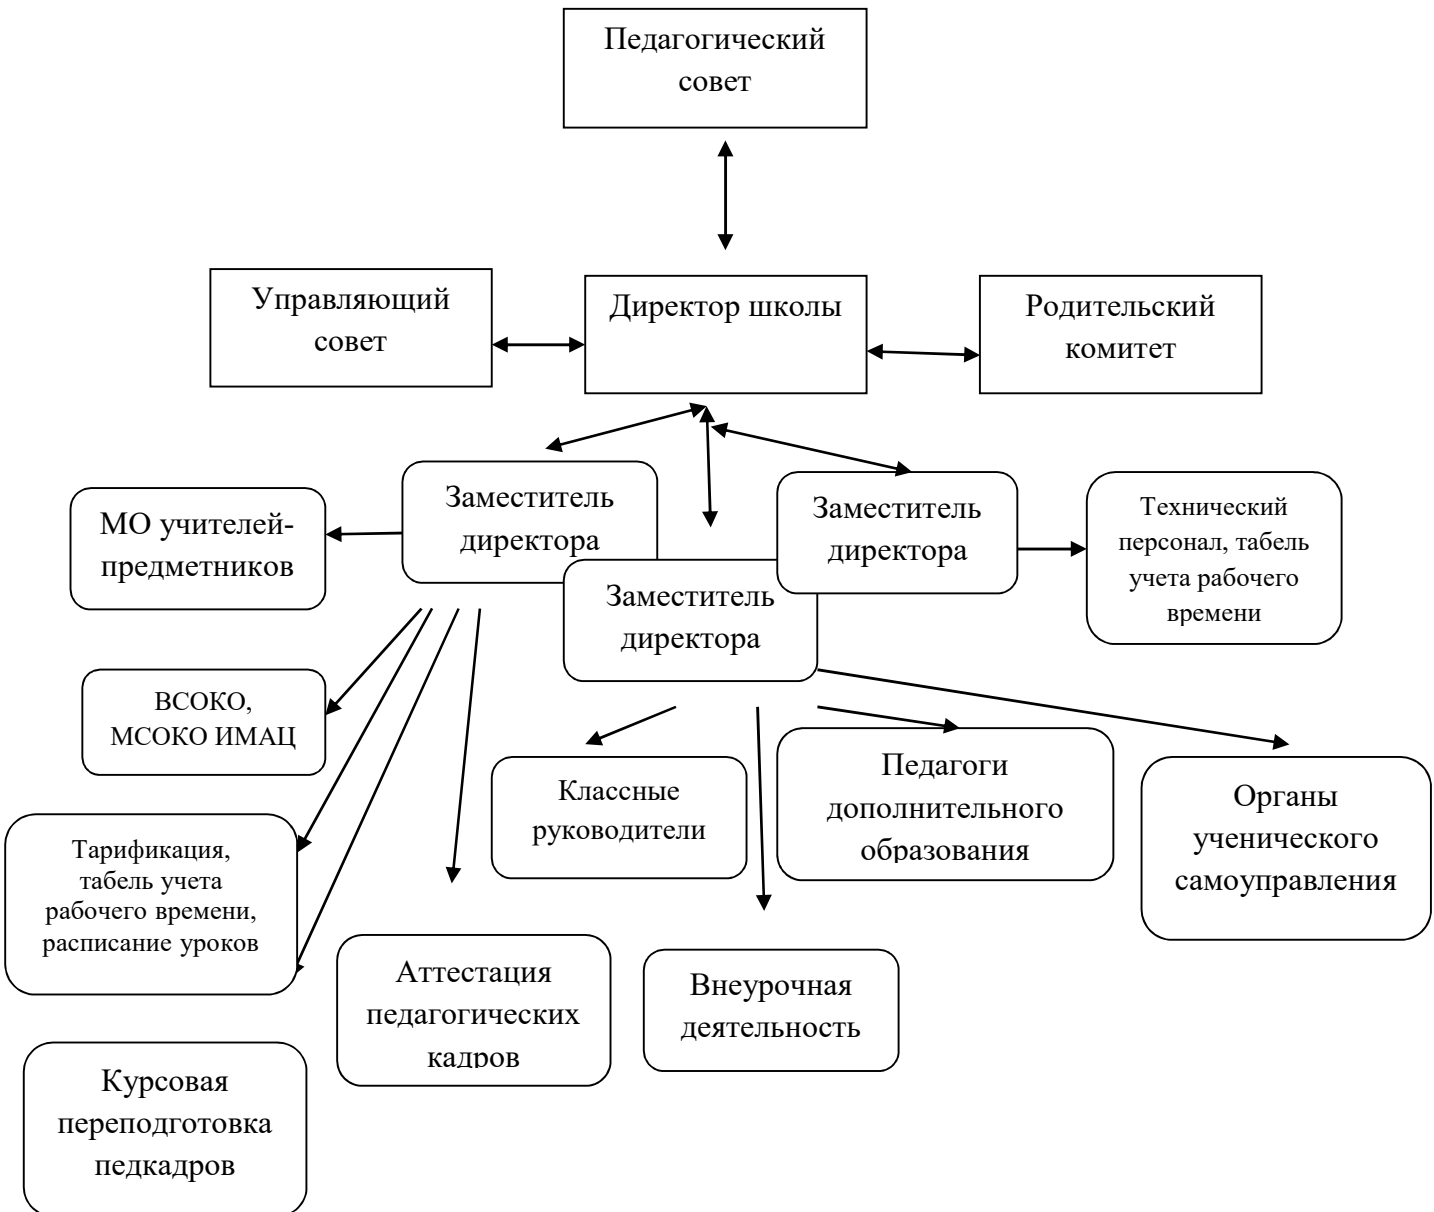 Педагогический
совет
Управляющий
совет
Директор школы
Родительский
комитет
МО учителей-
предметников
Заместитель
директора
Заместитель
директора
Заместитель
директора
Технический
персонал, табель
учета рабочего
времени
ВСОКО,
МСОКО ИМАЦ
Классные
руководители
Педагоги
дополнительного
образования
Органы
ученического
самоуправления
Тарификация,
табель учета
рабочего времени,
расписание уроков
Аттестация
педагогических
кадров
Внеурочная
деятельность
Курсовая
переподготовка
педкадров